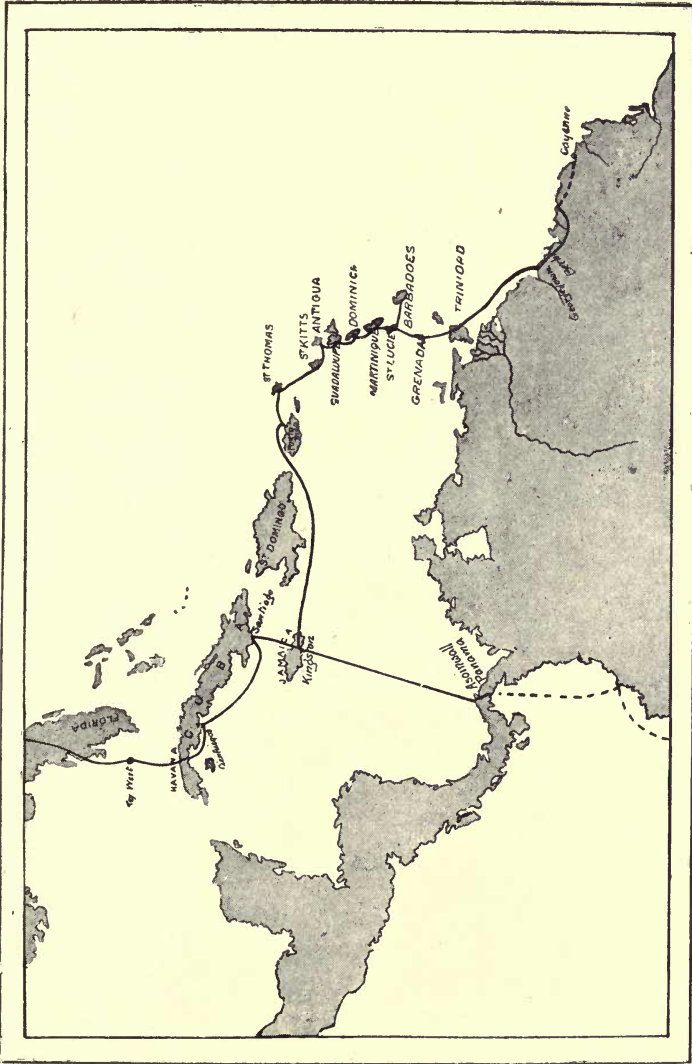 FLORIDA
Key West
HAVANA
CUBA
Santiago
JAMAICA
Kingston
ST DOMINGO
ST THOMAS
ST KITTS
ANTIGUA
GUADALUPE
DOMINICA
MARTINIQUE
ST LUCIE
BARBADOES
GRENADA
TRINIDAD
Georgetown
Cayenne
Aspinwall
Panama